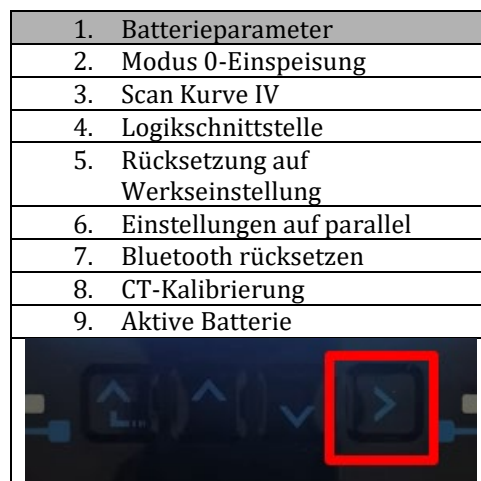 1. Batterieparameter
2. Modus 0-Einspeisung
3. Scan Kurve IV
4. Logikschnittstelle
5. Rücksetzung auf
Werkseinstellung
6. Einstellungen auf parallel
7. Bluetooth rücksetzen
8. CT-Kalibrierung
9. Aktive Batterie